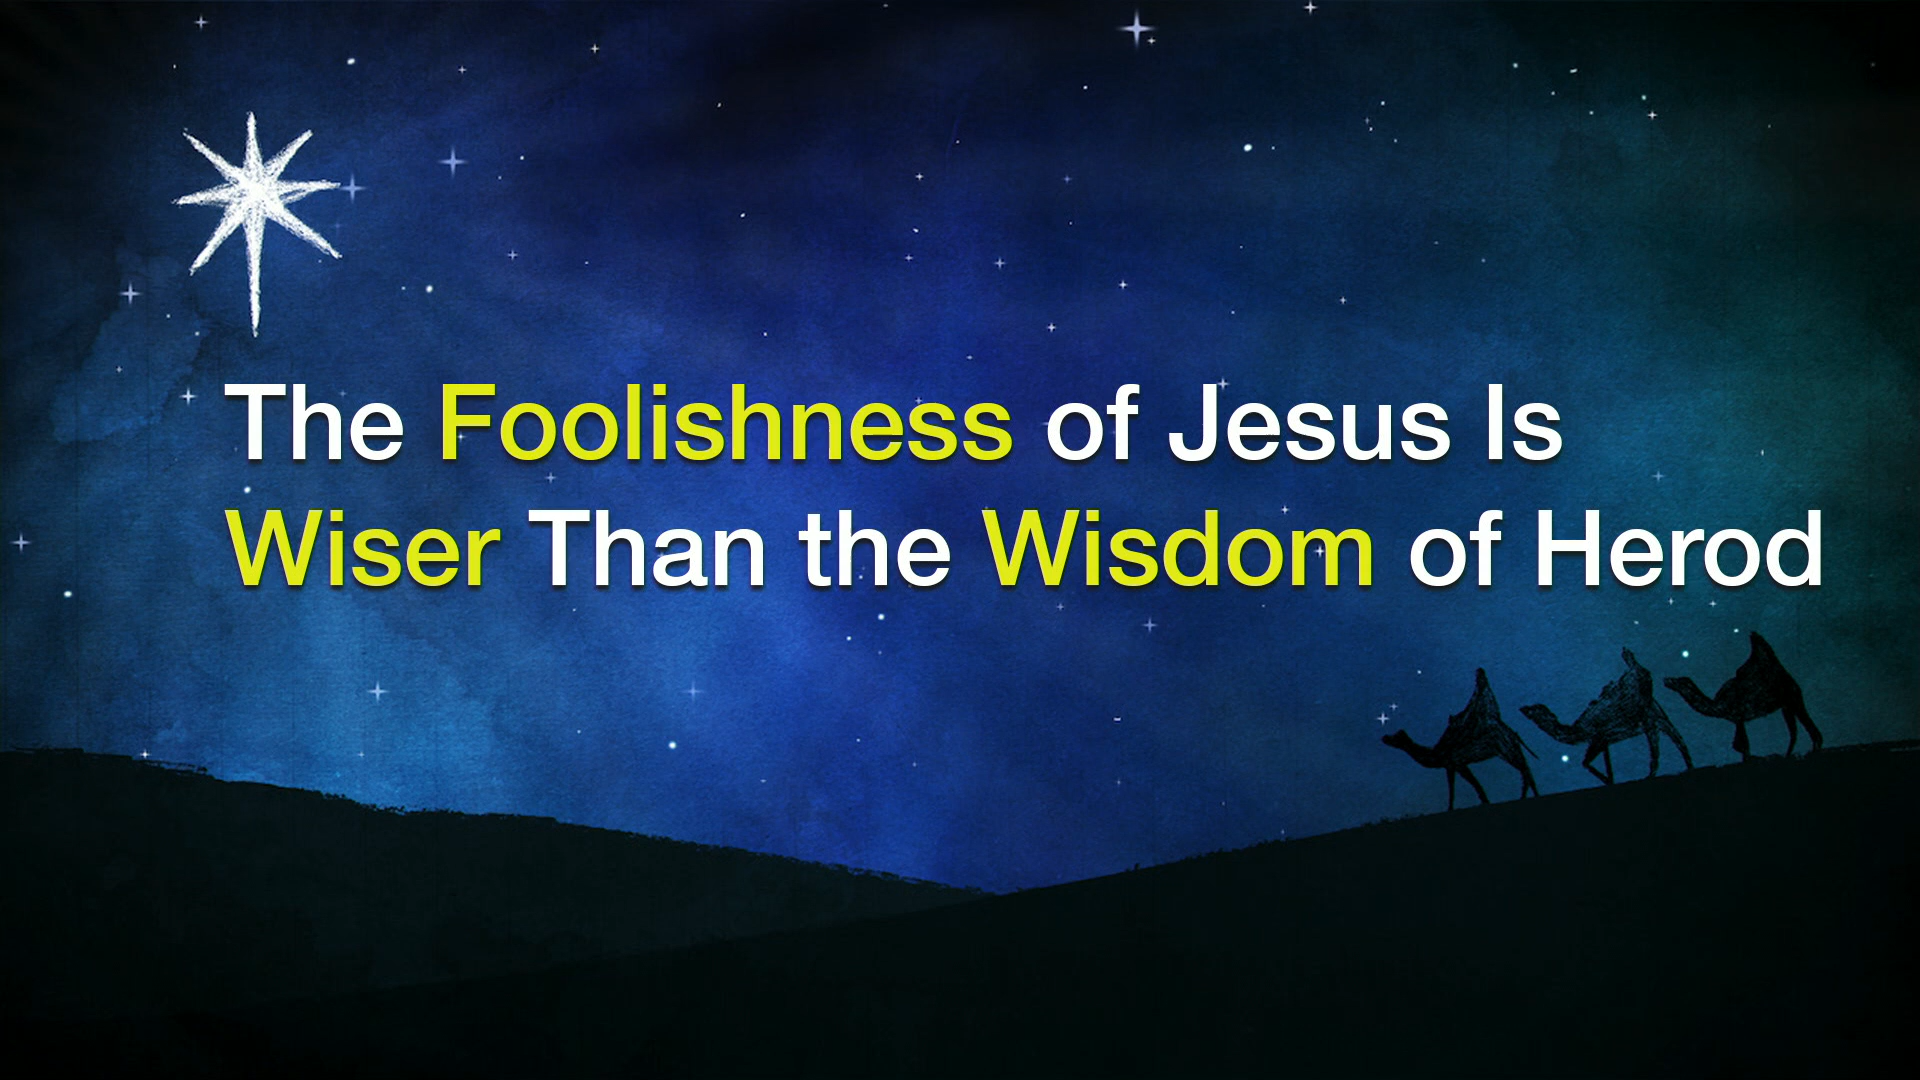 The Foolishness of Jesus Is
Wiser Than the Wisdom of Herod